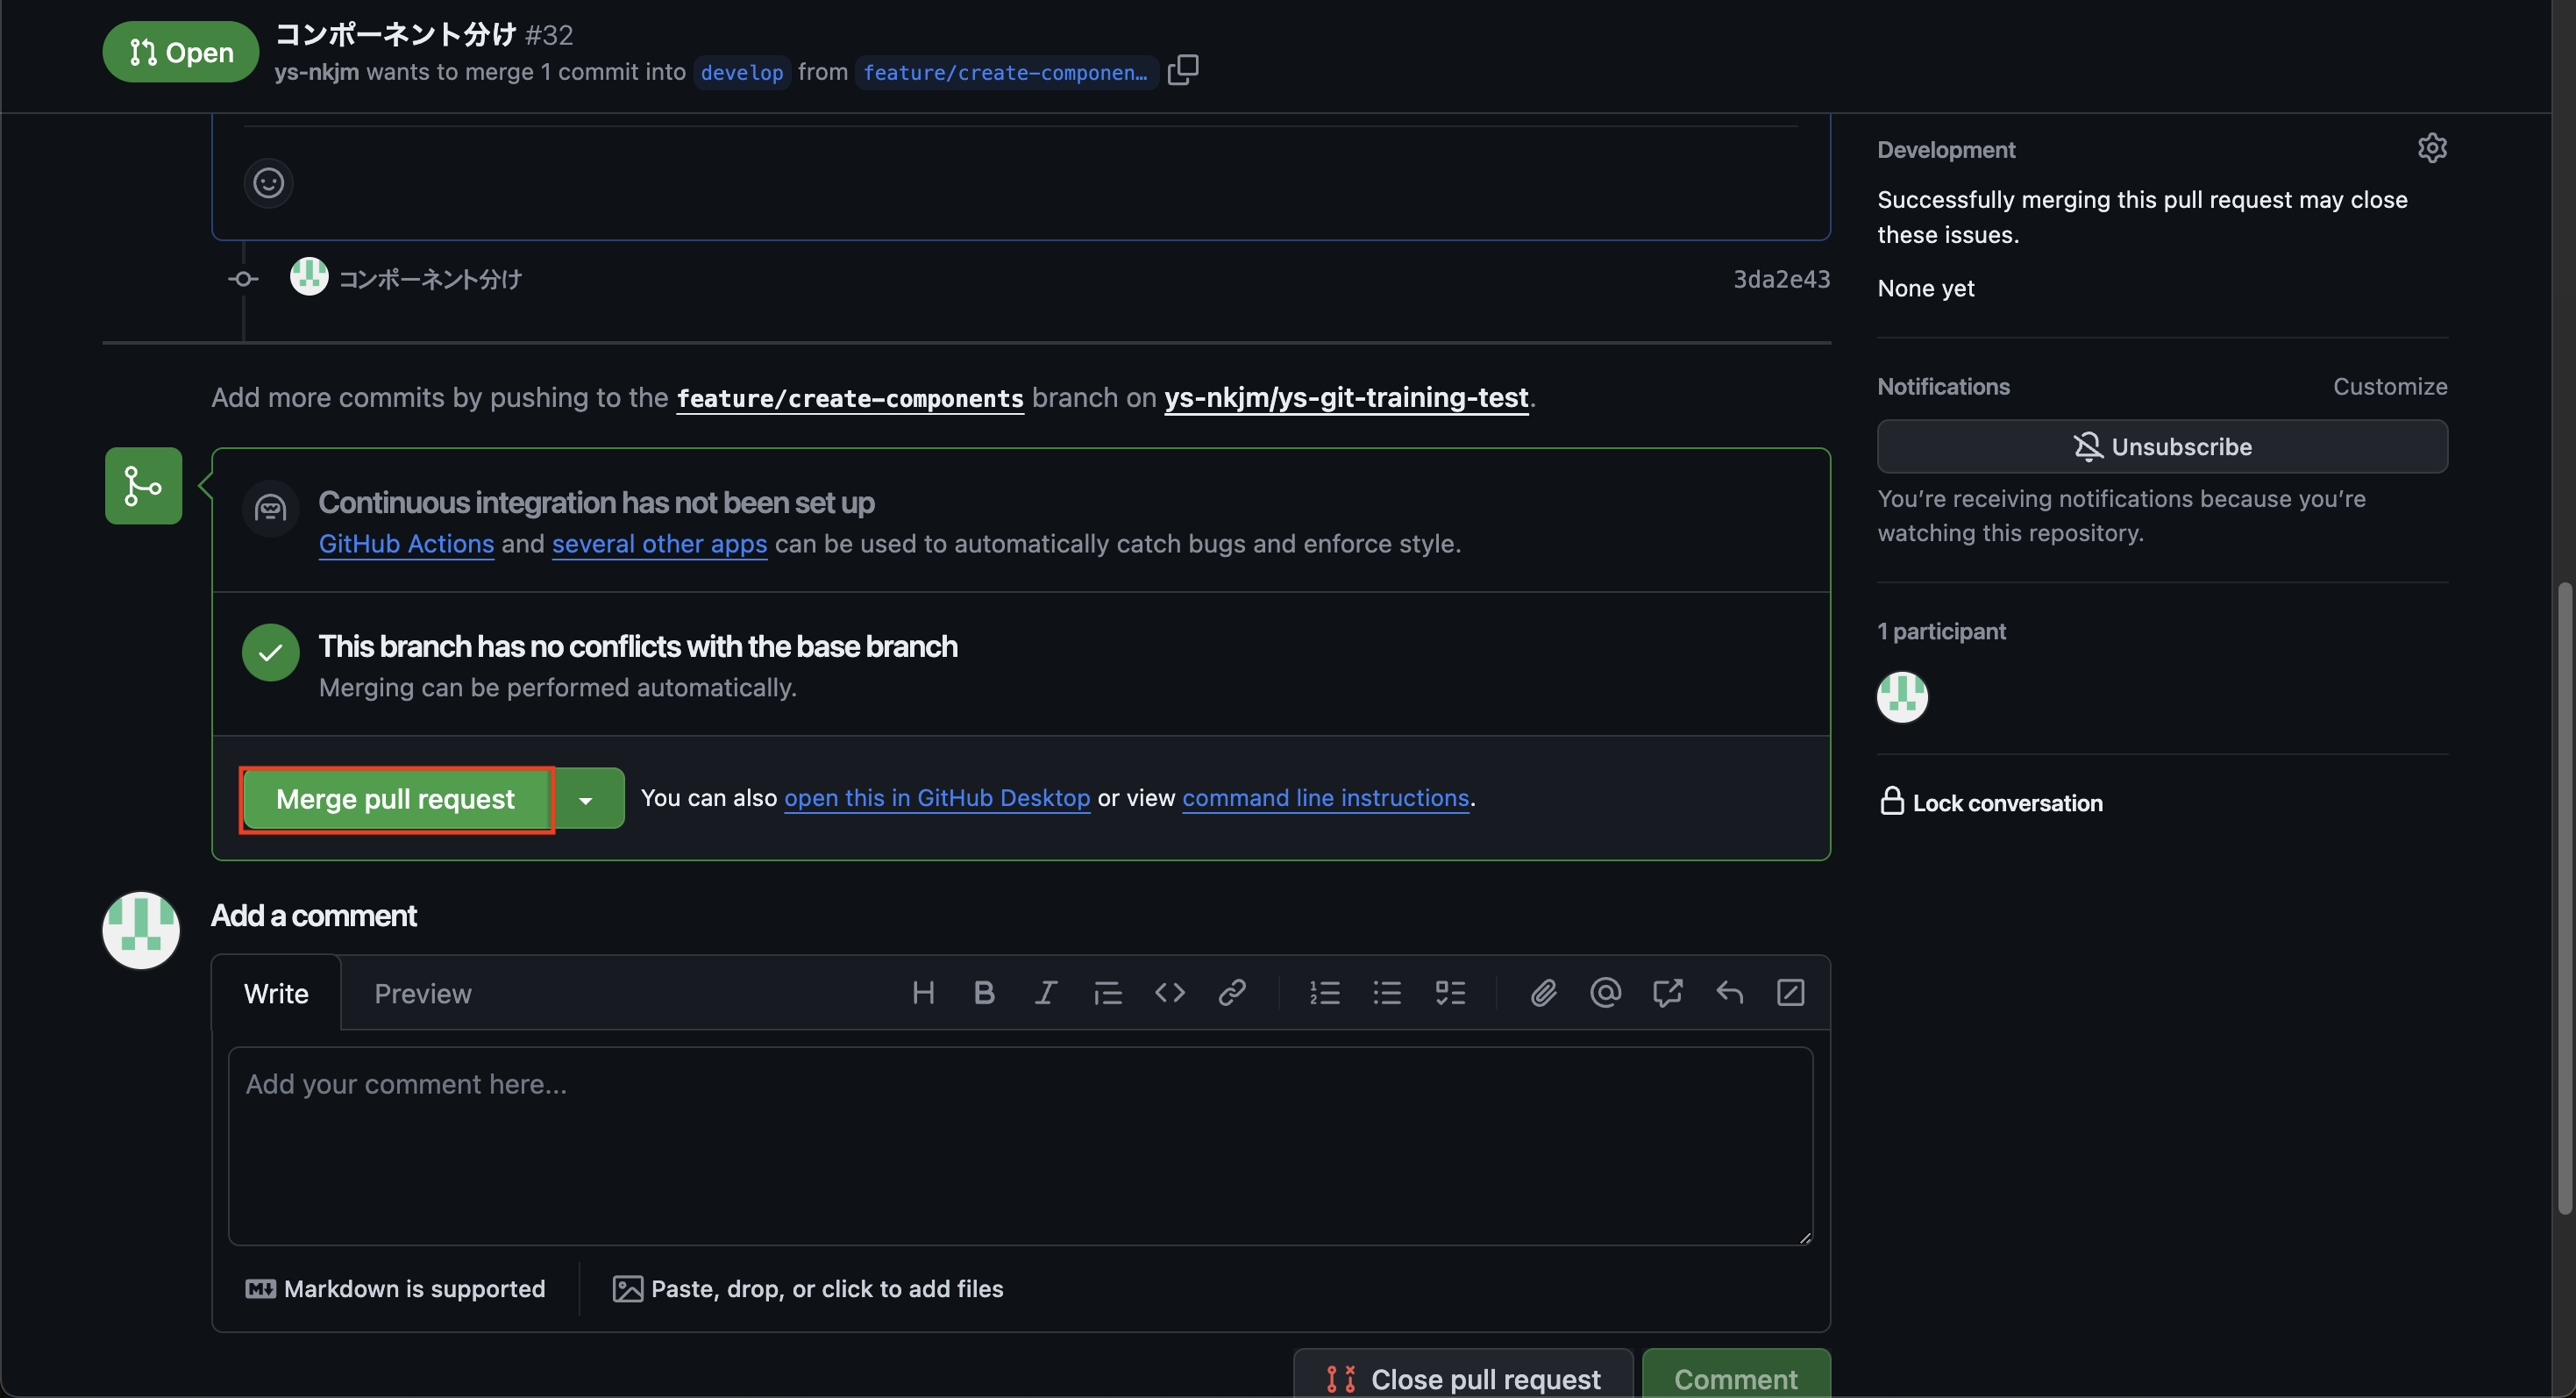 Open
コンポーネント分け #32
ys-nkjm wants to merge 1 commit into develop from feature/create-componen…
Development
Successfully merging this pull request may close
these issues.
None yet
コンポーネント分け
3da2e43
Notifications
Customize
Unsubscribe
You’re receiving notifications because you’re
watching this repository.
1 participant
Lock conversation
Add more commits by pushing to the feature/create-components branch on ys-nkjm/ys-git-training-test.
Continuous integration has not been set up
GitHub Actions and several other apps can be used to automatically catch bugs and enforce style.
This branch has no conflicts with the base branch
Merging can be performed automatically.
Merge pull request
You can also open this in GitHub Desktop or view command line instructions.
Add a comment
Write
Preview
Add your comment here...
Markdown is supported
Paste, drop, or click to add files
Close pull request
Comment